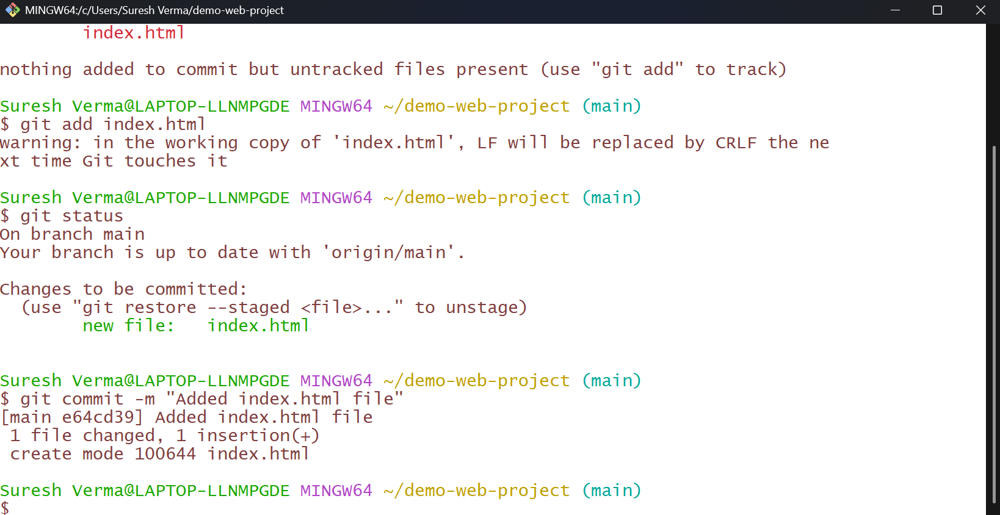 MINGW64:/c/Users/Suresh Verma/demo-web-project
index.html
nothing added to commit but untracked files present (use "git add" to track)
Suresh Verma@LAPTOP-LLNMPGDE MINGW64 ~/demo-web-project (main)
$ git add index.html
warning: in the working copy of 'index.html', LF will be replaced by CRLF the ne
xt time Git touches it
Suresh Verma@LAPTOP-LLNMPGDE MINGW64 ~/demo-web-project (main)
$ git status
On branch main
Your branch is up to date with 'origin/main'.
Changes to be committed:
  (use "git restore --staged <file>..." to unstage)
        new file:   index.html
Suresh Verma@LAPTOP-LLNMPGDE MINGW64 ~/demo-web-project (main)
$ git commit -m "Added index.html file"
[main e64cd39] Added index.html file
 1 file changed, 1 insertion(+)
 create mode 100644 index.html
Suresh Verma@LAPTOP-LLNMPGDE MINGW64 ~/demo-web-project (main)
$